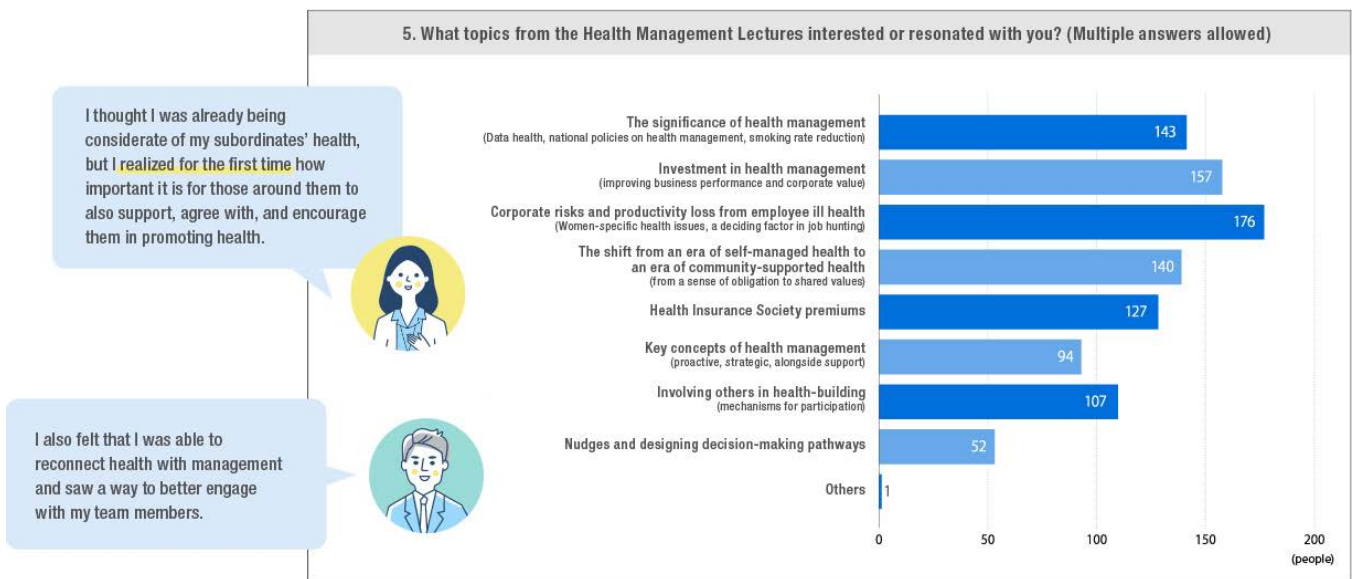 5. What topics from the Health Management Lectures interested or resonated with you? (Multiple answers allowed)
I thought I was already being
considerate of my subordinates’ health,
but I realized for the first time how
important it is for those around them to
also support, agree with, and encourage
them in promoting health.
I also felt that I was able to
reconnect health with management
and saw a way to better engage
with my team members.
The significance of health management
(Data health, national policies on health management, smoking rate reduction)
143
Investment in health management
(improving business performance and corporate value)
157
Corporate risks and productivity loss from employee ill health
(Women-specific health issues, a deciding factor in job hunting)
176
The shift from an era of self-managed health to
an era of community-supported health
(from a sense of obligation to shared values)
140
Health Insurance Society premiums
127
Key concepts of health management
(proactive, strategic, alongside support)
94
Involving others in health-building
(mechanisms for participation)
107
Nudges and designing decision-making pathways
52
Others
1
0 50 100 150 200
(people)